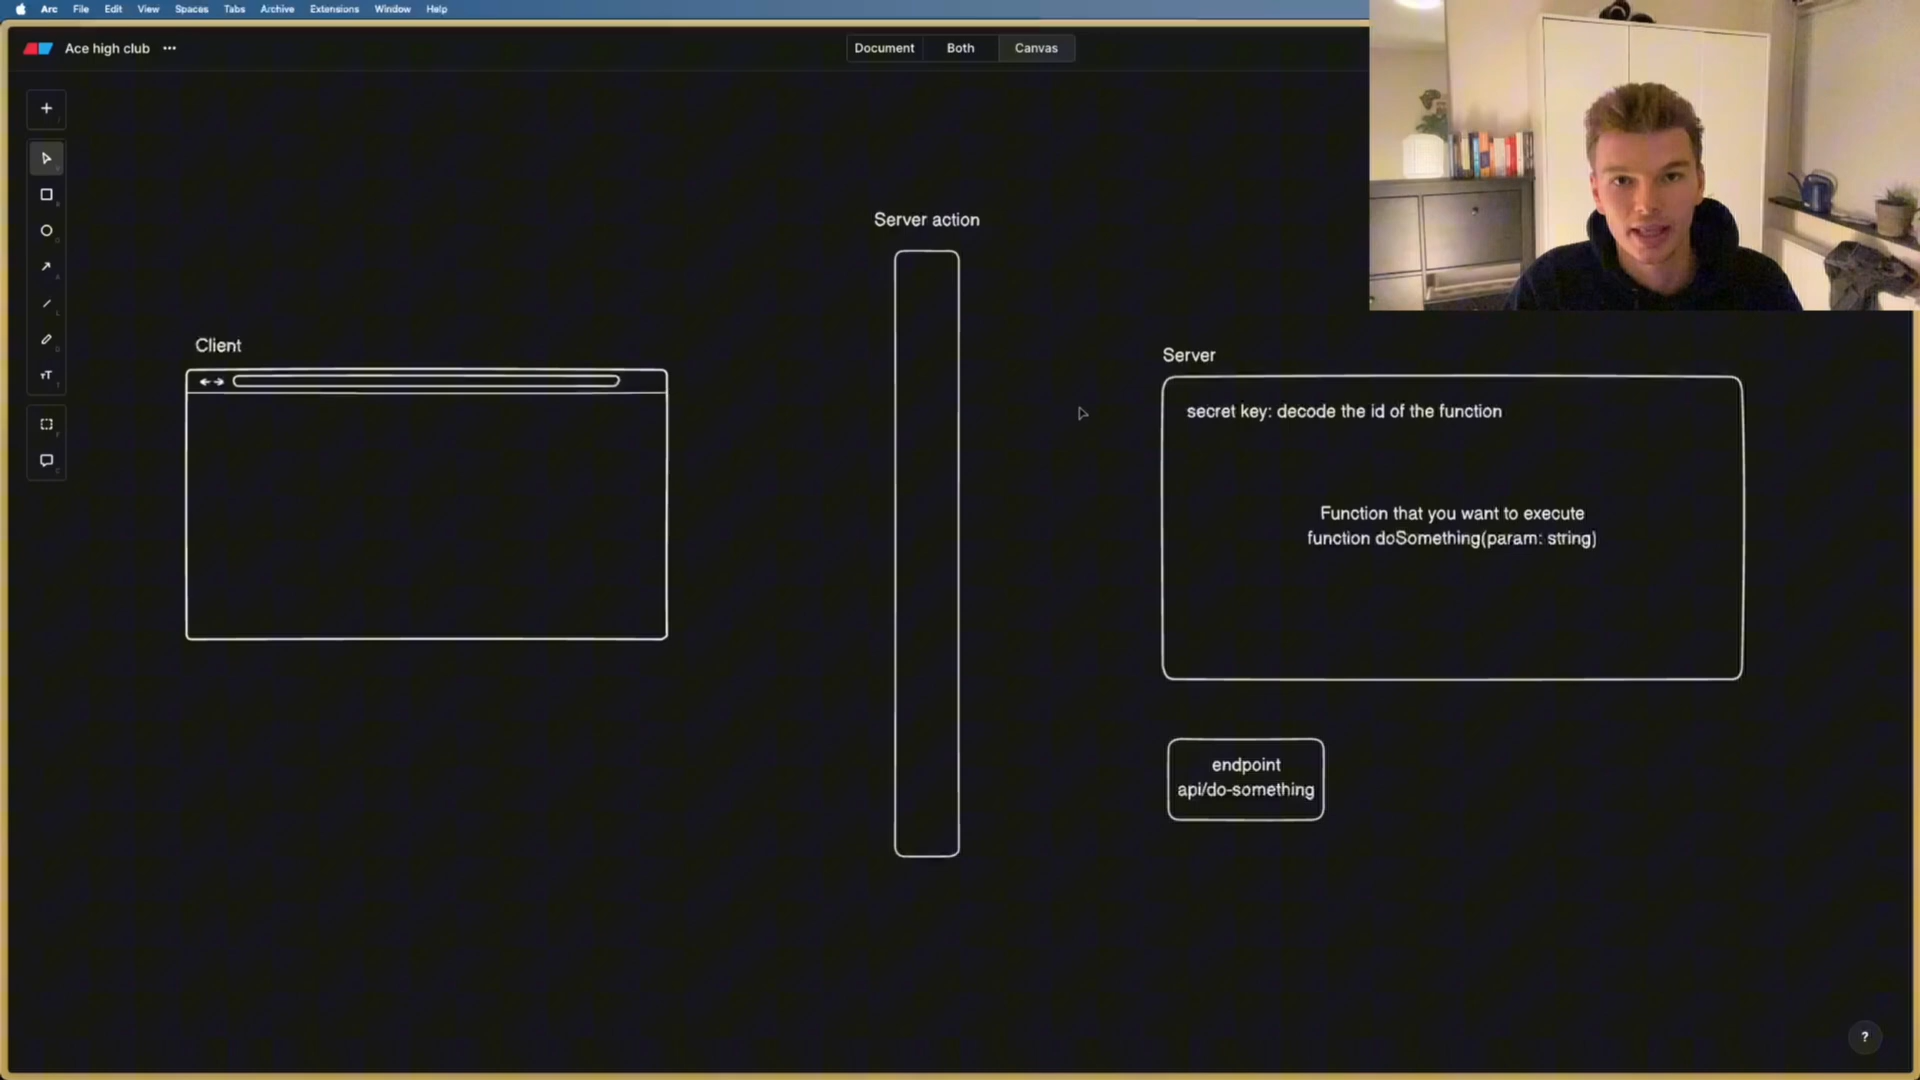 Arc File Edit View Spaces Tabs Archive Extensions Window Help
Ace high club ...
Document Both Canvas
Server action
Client
Server
secret key: decode the id of the function
Function that you want to execute
function doSomething(param: string)
endpoint
api/do-something
?